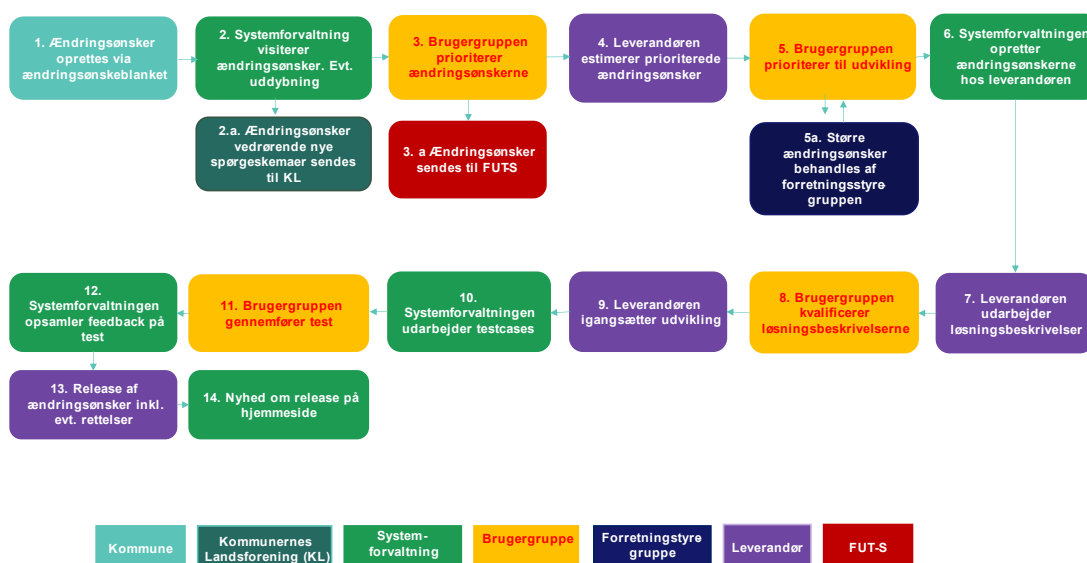 1. Ændringsønsker
oprettes via
ændringsønskeblanket
2. Systemforvaltning
visiterer
ændringsønsker. Evt.
uddybning
3. Brugergruppen
prioriterer
ændringsønskerne
4. Leverandøren
estimerer prioriterede
ændringsønsker
5. Brugergruppen
prioriterer til udvikling
6. Systemforvaltningen
opretter
ændringsønskerne
hos leverandøren
2.a. Ændringsønsker
vedrørende nye
spørgeskemaer sendes
til KL
3. a Ændringsønsker
sendes til FUT-S
5a. Større
ændringsønsker
behandles af
forretningsstyre
gruppen
12.
Systemforvaltningen
opsamler feedback på
test
11. Brugergruppen
gennemfører test
10.
Systemforvaltningen
udarbejder testcases
9. Leverandøren
igangsætter udvikling
8. Brugergruppen
kvalificerer
løsningsbeskrivelserne
7. Leverandøren
udarbejder
løsningsbeskrivelser
13. Release af
ændringsønsker inkl.
evt. rettelser
14. Nyhed om release på
hjemmeside
Kommune
Kommunernes
Landsforening (KL)
System-
forvaltning
Brugergruppe
Forretningstyre
gruppe
Leverandør
FUT-S